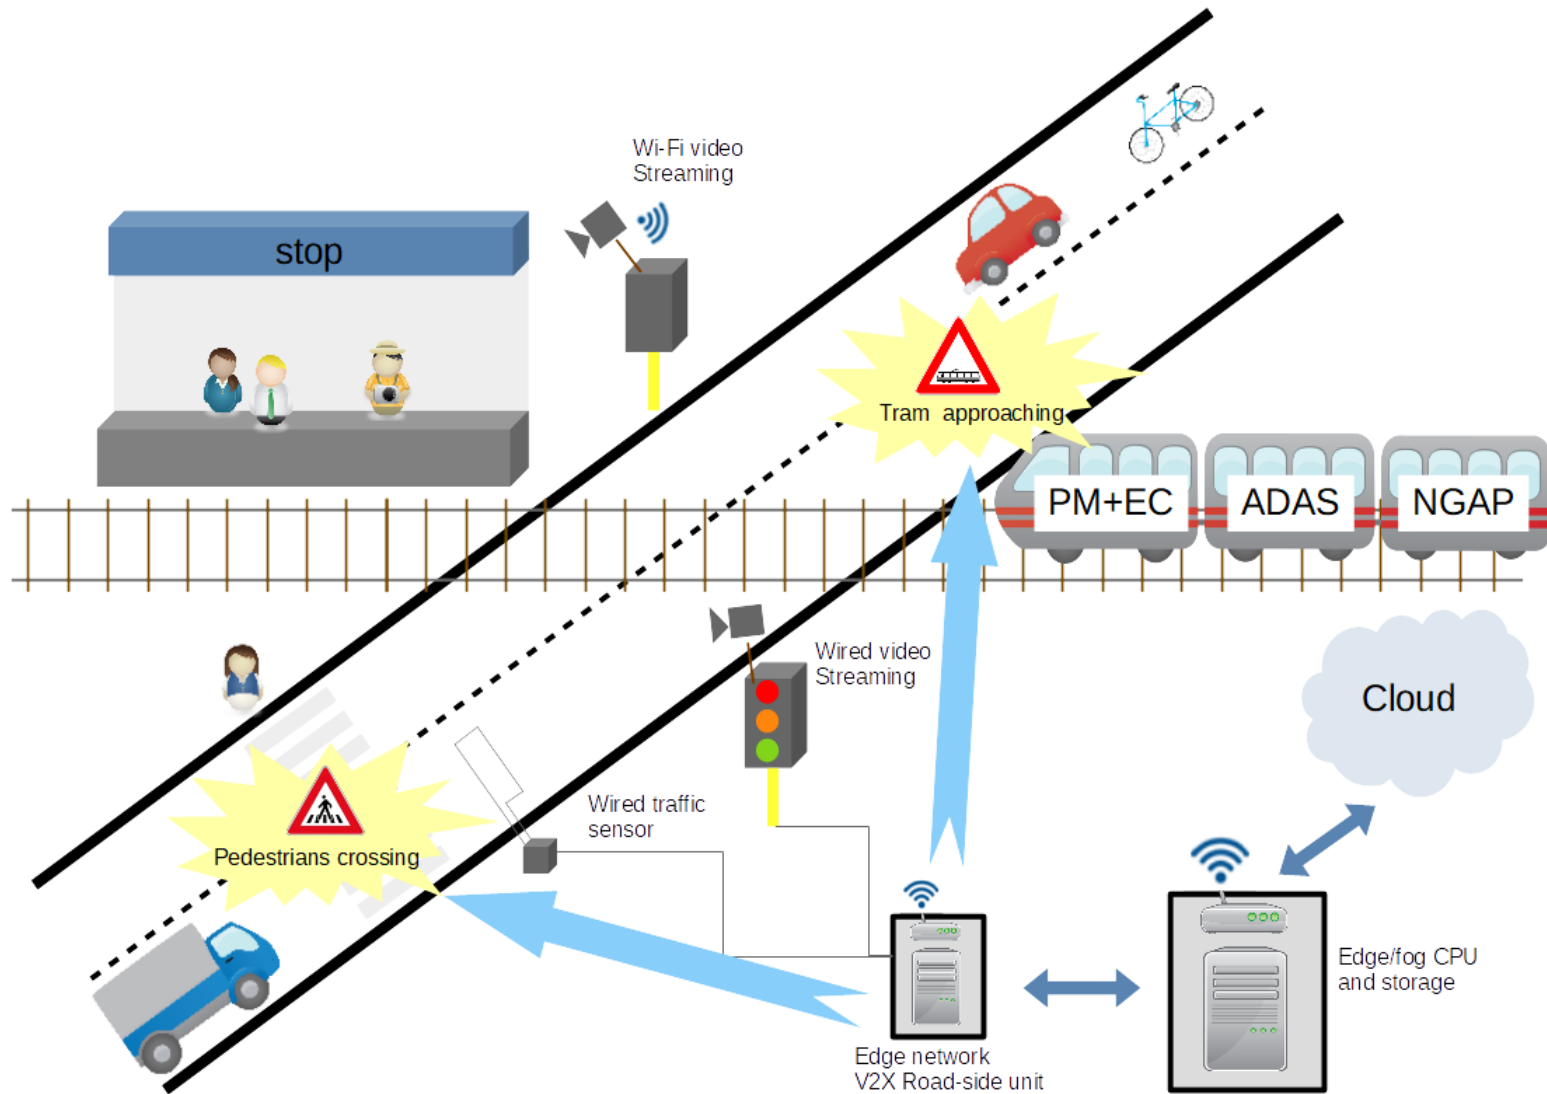 Wi-Fi video
Streaming
stop
Tram approaching
PM+EC
ADAS
NGAP
Wired video
Streaming
Cloud
Wired traffic
sensor
Pedestrians crossing
Edge/fog CPU
and storage
Edge network
V2X Road-side unit